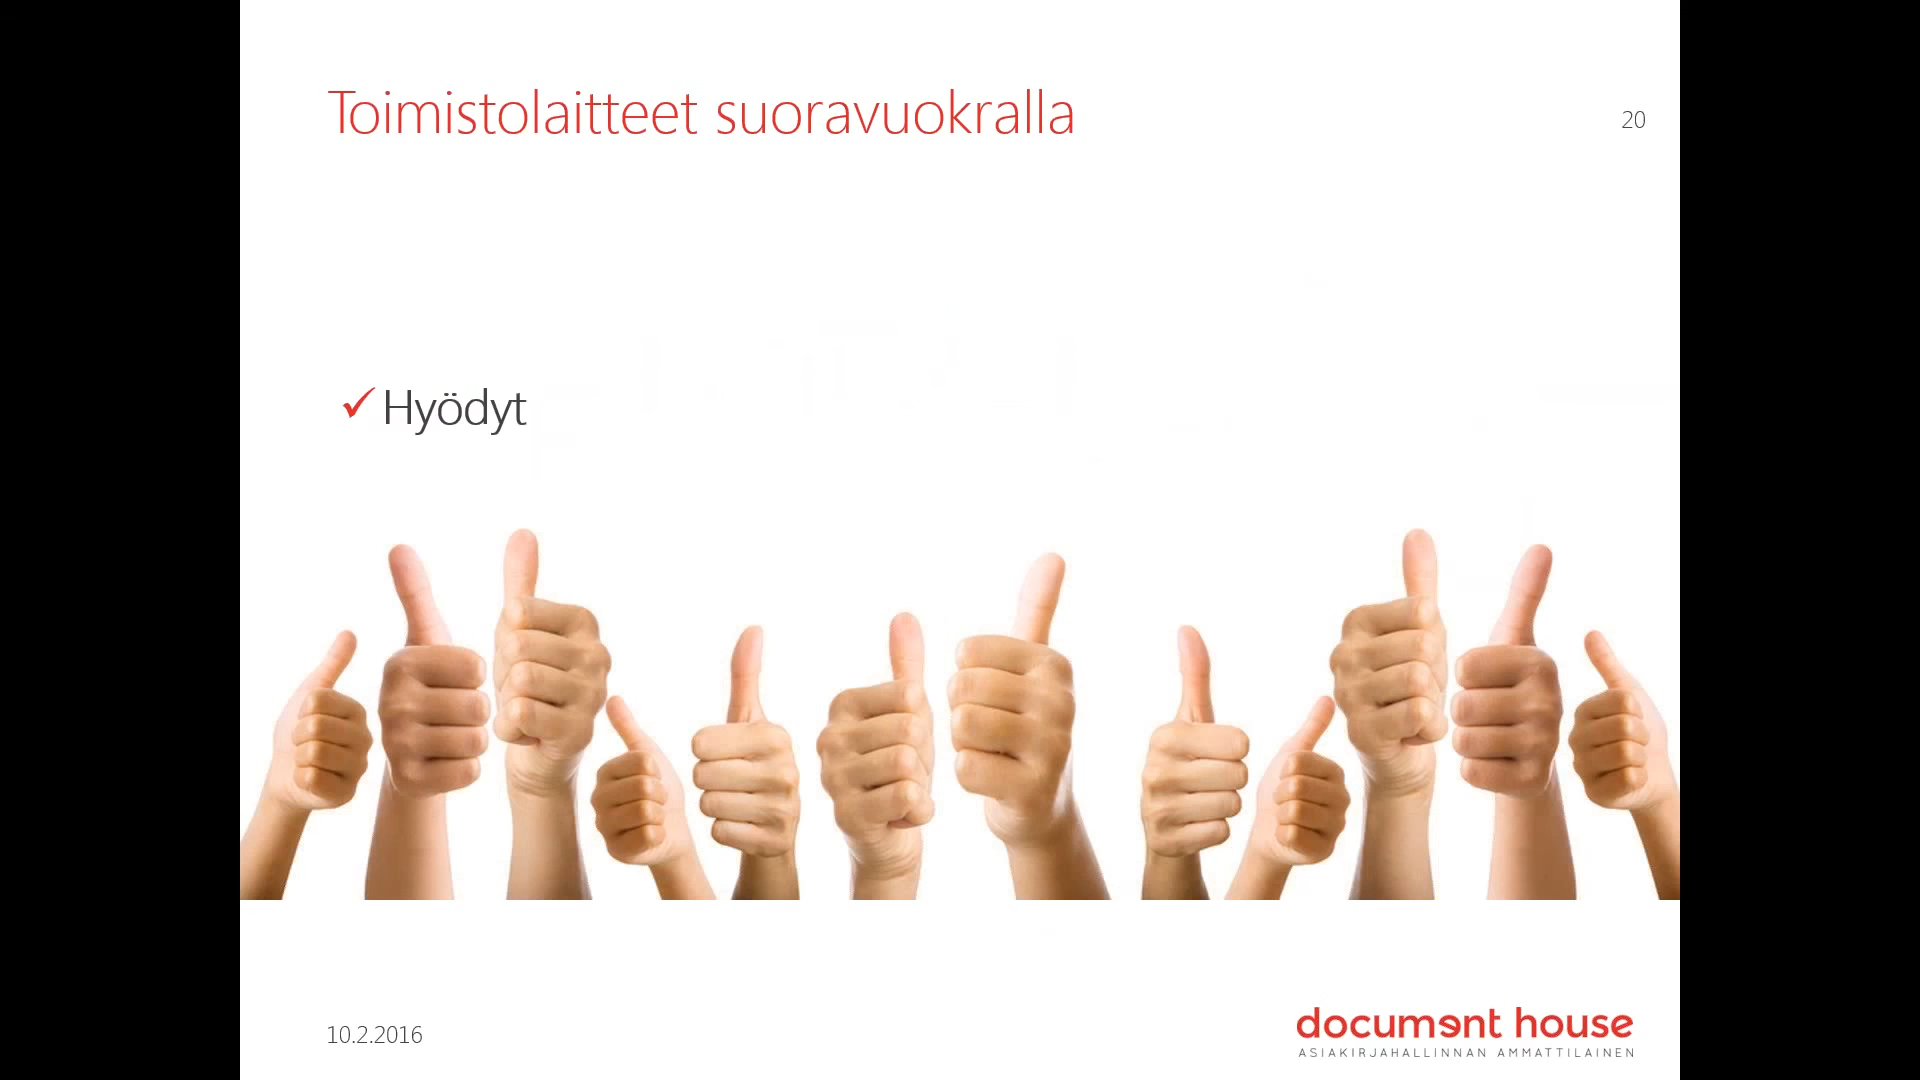 Toimistolaitteet suoravuokralla
20
✓ Hyödyt
10.2.2016
document house
ASIAKIRJAHALLINNAN AMMATTILAINEN